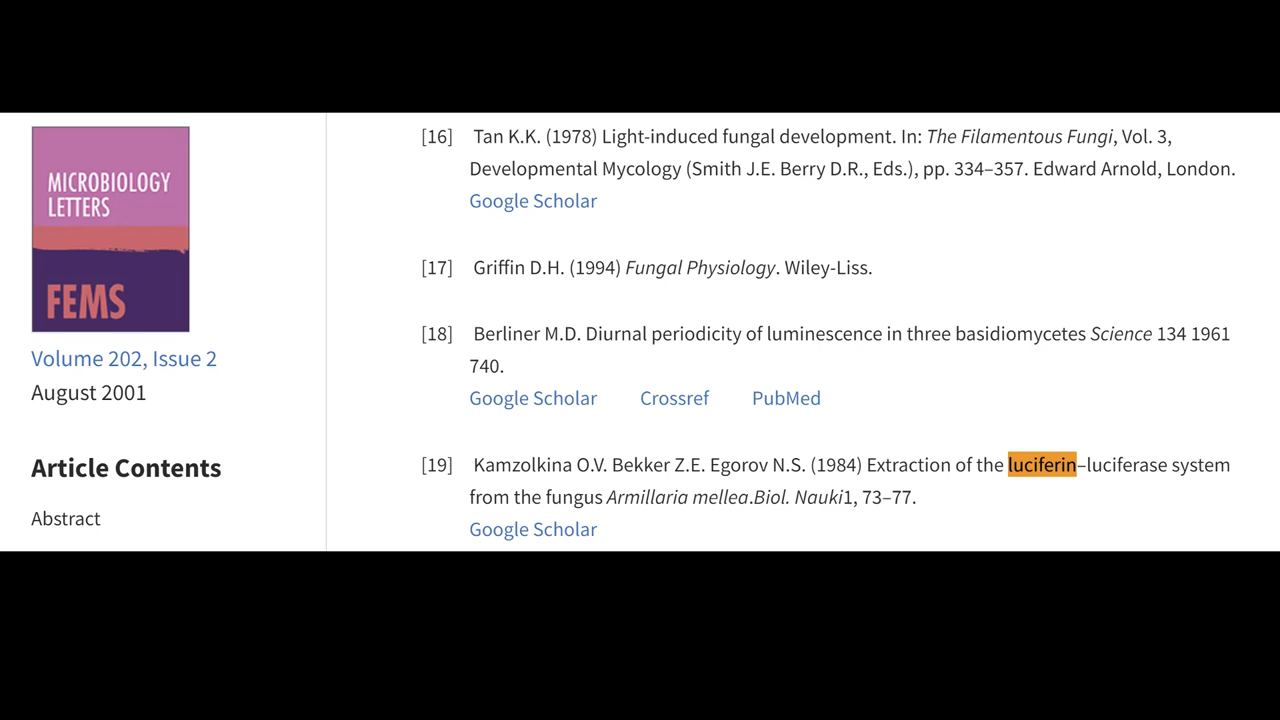 MICROBIOLOGY
LETTERS
FEMS
Volume 202, Issue 2
August 2001
Article Contents
Abstract
[16] Tan K.K. (1978) Light-induced fungal development. In: The Filamentous Fungi, Vol. 3,
Developmental Mycology (Smith J.E. Berry D.R., Eds.), pp. 334–357. Edward Arnold, London.
Google Scholar
[17] Griffin D.H. (1994) Fungal Physiology. Wiley-Liss.
[18] Berliner M.D. Diurnal periodicity of luminescence in three basidiomycetes Science 134 1961
740.
Google Scholar Crossref PubMed
[19] Kamzolkina O.V. Bekker Z.E. Egorov N.S. (1984) Extraction of the luciferin–luciferase system
from the fungus Armillaria mellea.Biol. Nauki1, 73–77.
Google Scholar